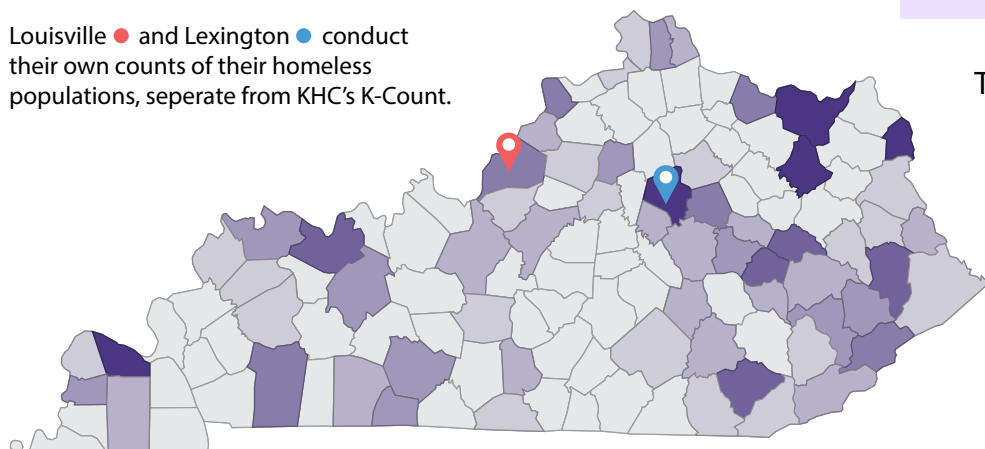 Louisville and Lexington conduct
their own counts of their homeless
populations, seperate from KHC's K-Count.
T